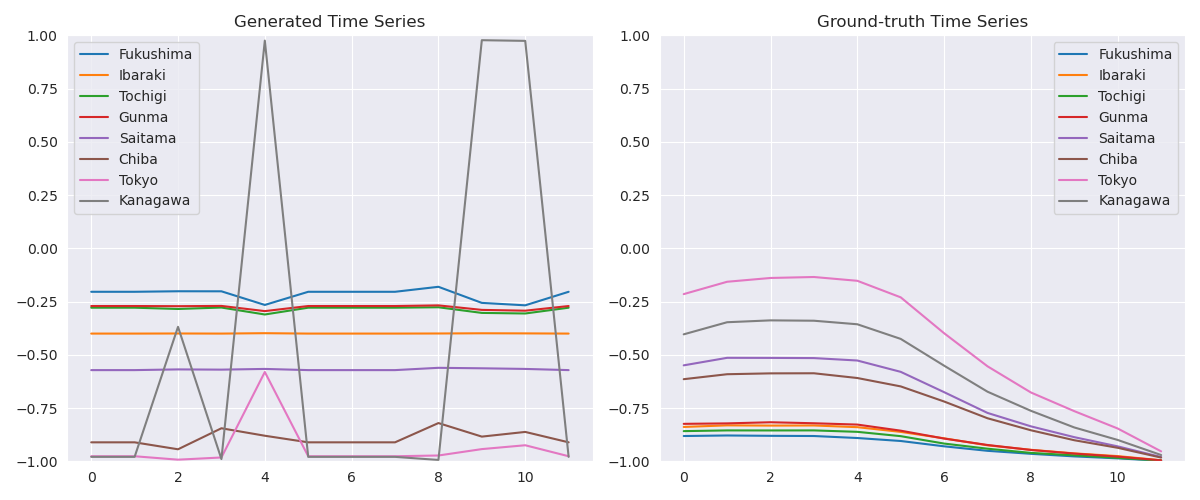 Generated Time Series
1.00
0.75
0.50
0.25
0.00
−0.25
−0.50
−0.75
−1.00
0 2 4 6 8 10
Fukushima
Ibaraki
Tochigi
Gunma
Saitama
Chiba
Tokyo
Kanagawa
Ground-truth Time Series
1.00
0.75
0.50
0.25
0.00
−0.25
−0.50
−0.75
−1.00
0 2 4 6 8 10
Fukushima
Ibaraki
Tochigi
Gunma
Saitama
Chiba
Tokyo
Kanagawa